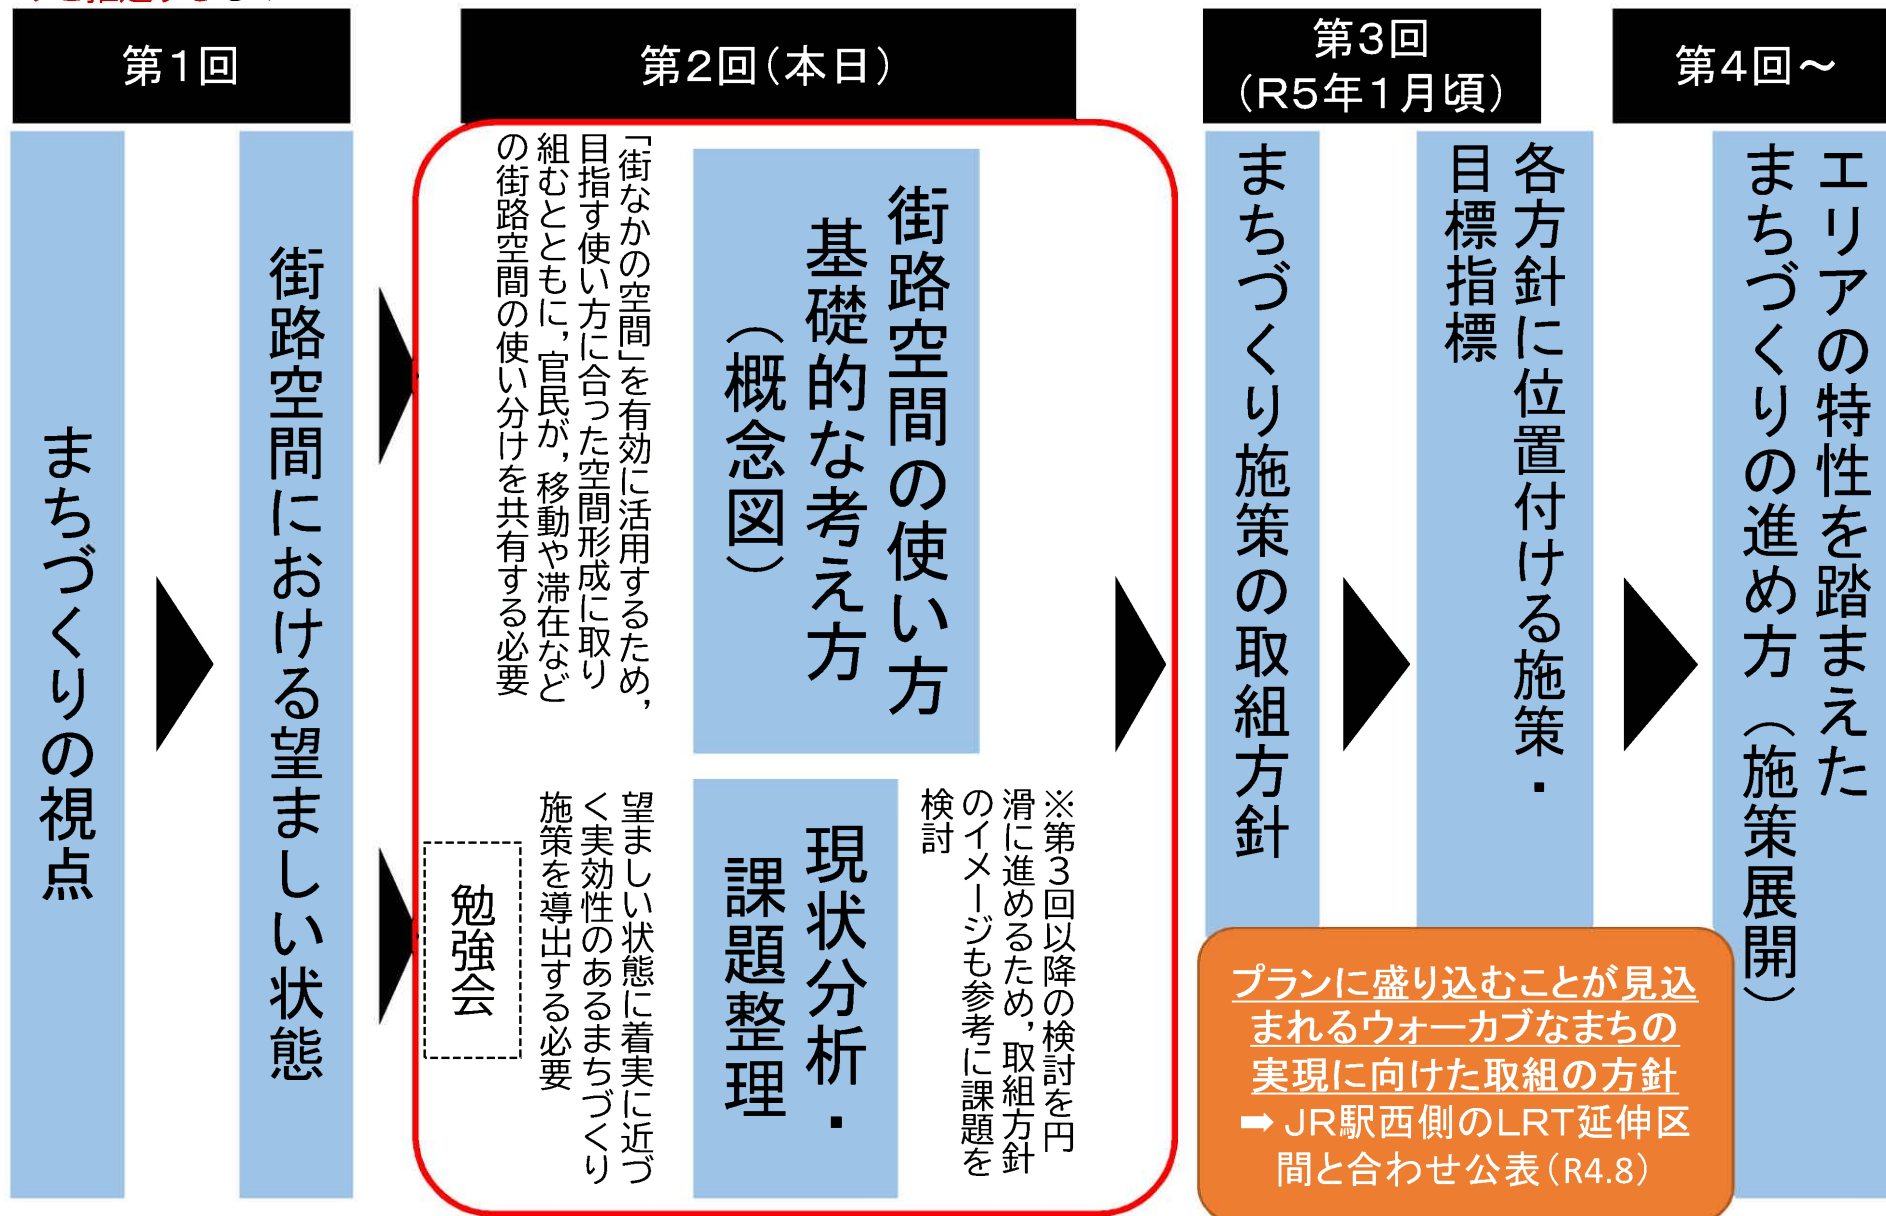 第1回
まちづくりの視点
街路空間における望ましい状態
第2回(本日)
街路空間の使い方
基礎的な考え方
(概念図)
「街なかの空間」を有効に活用するため,
目指す使い方に合った空間形成に取り
組むとともに,官民が,移動や滞在など
の街路空間の使い分けを共有する必要
※第3回以降の検討を円
滑に進めるため,取組方針
のイメージも参考に課題を
検討
現状分析・
課題整理
望ましい状態に着実に近づ
く実効性のあるまちづくり
施策を導出する必要
勉強会
第3回
(R5年1月頃)
まちづくり施策の取組方針
各方針に位置付ける施策・
目標指標
第4回~
エリアの特性を踏まえた
まちづくりの進め方(施策展開)
プランに盛り込むことが見込
まれるウォーカブなまちの
実現に向けた取組の方針
➡JR駅西側のLRT延伸区
間と合わせ公表(R4.8)